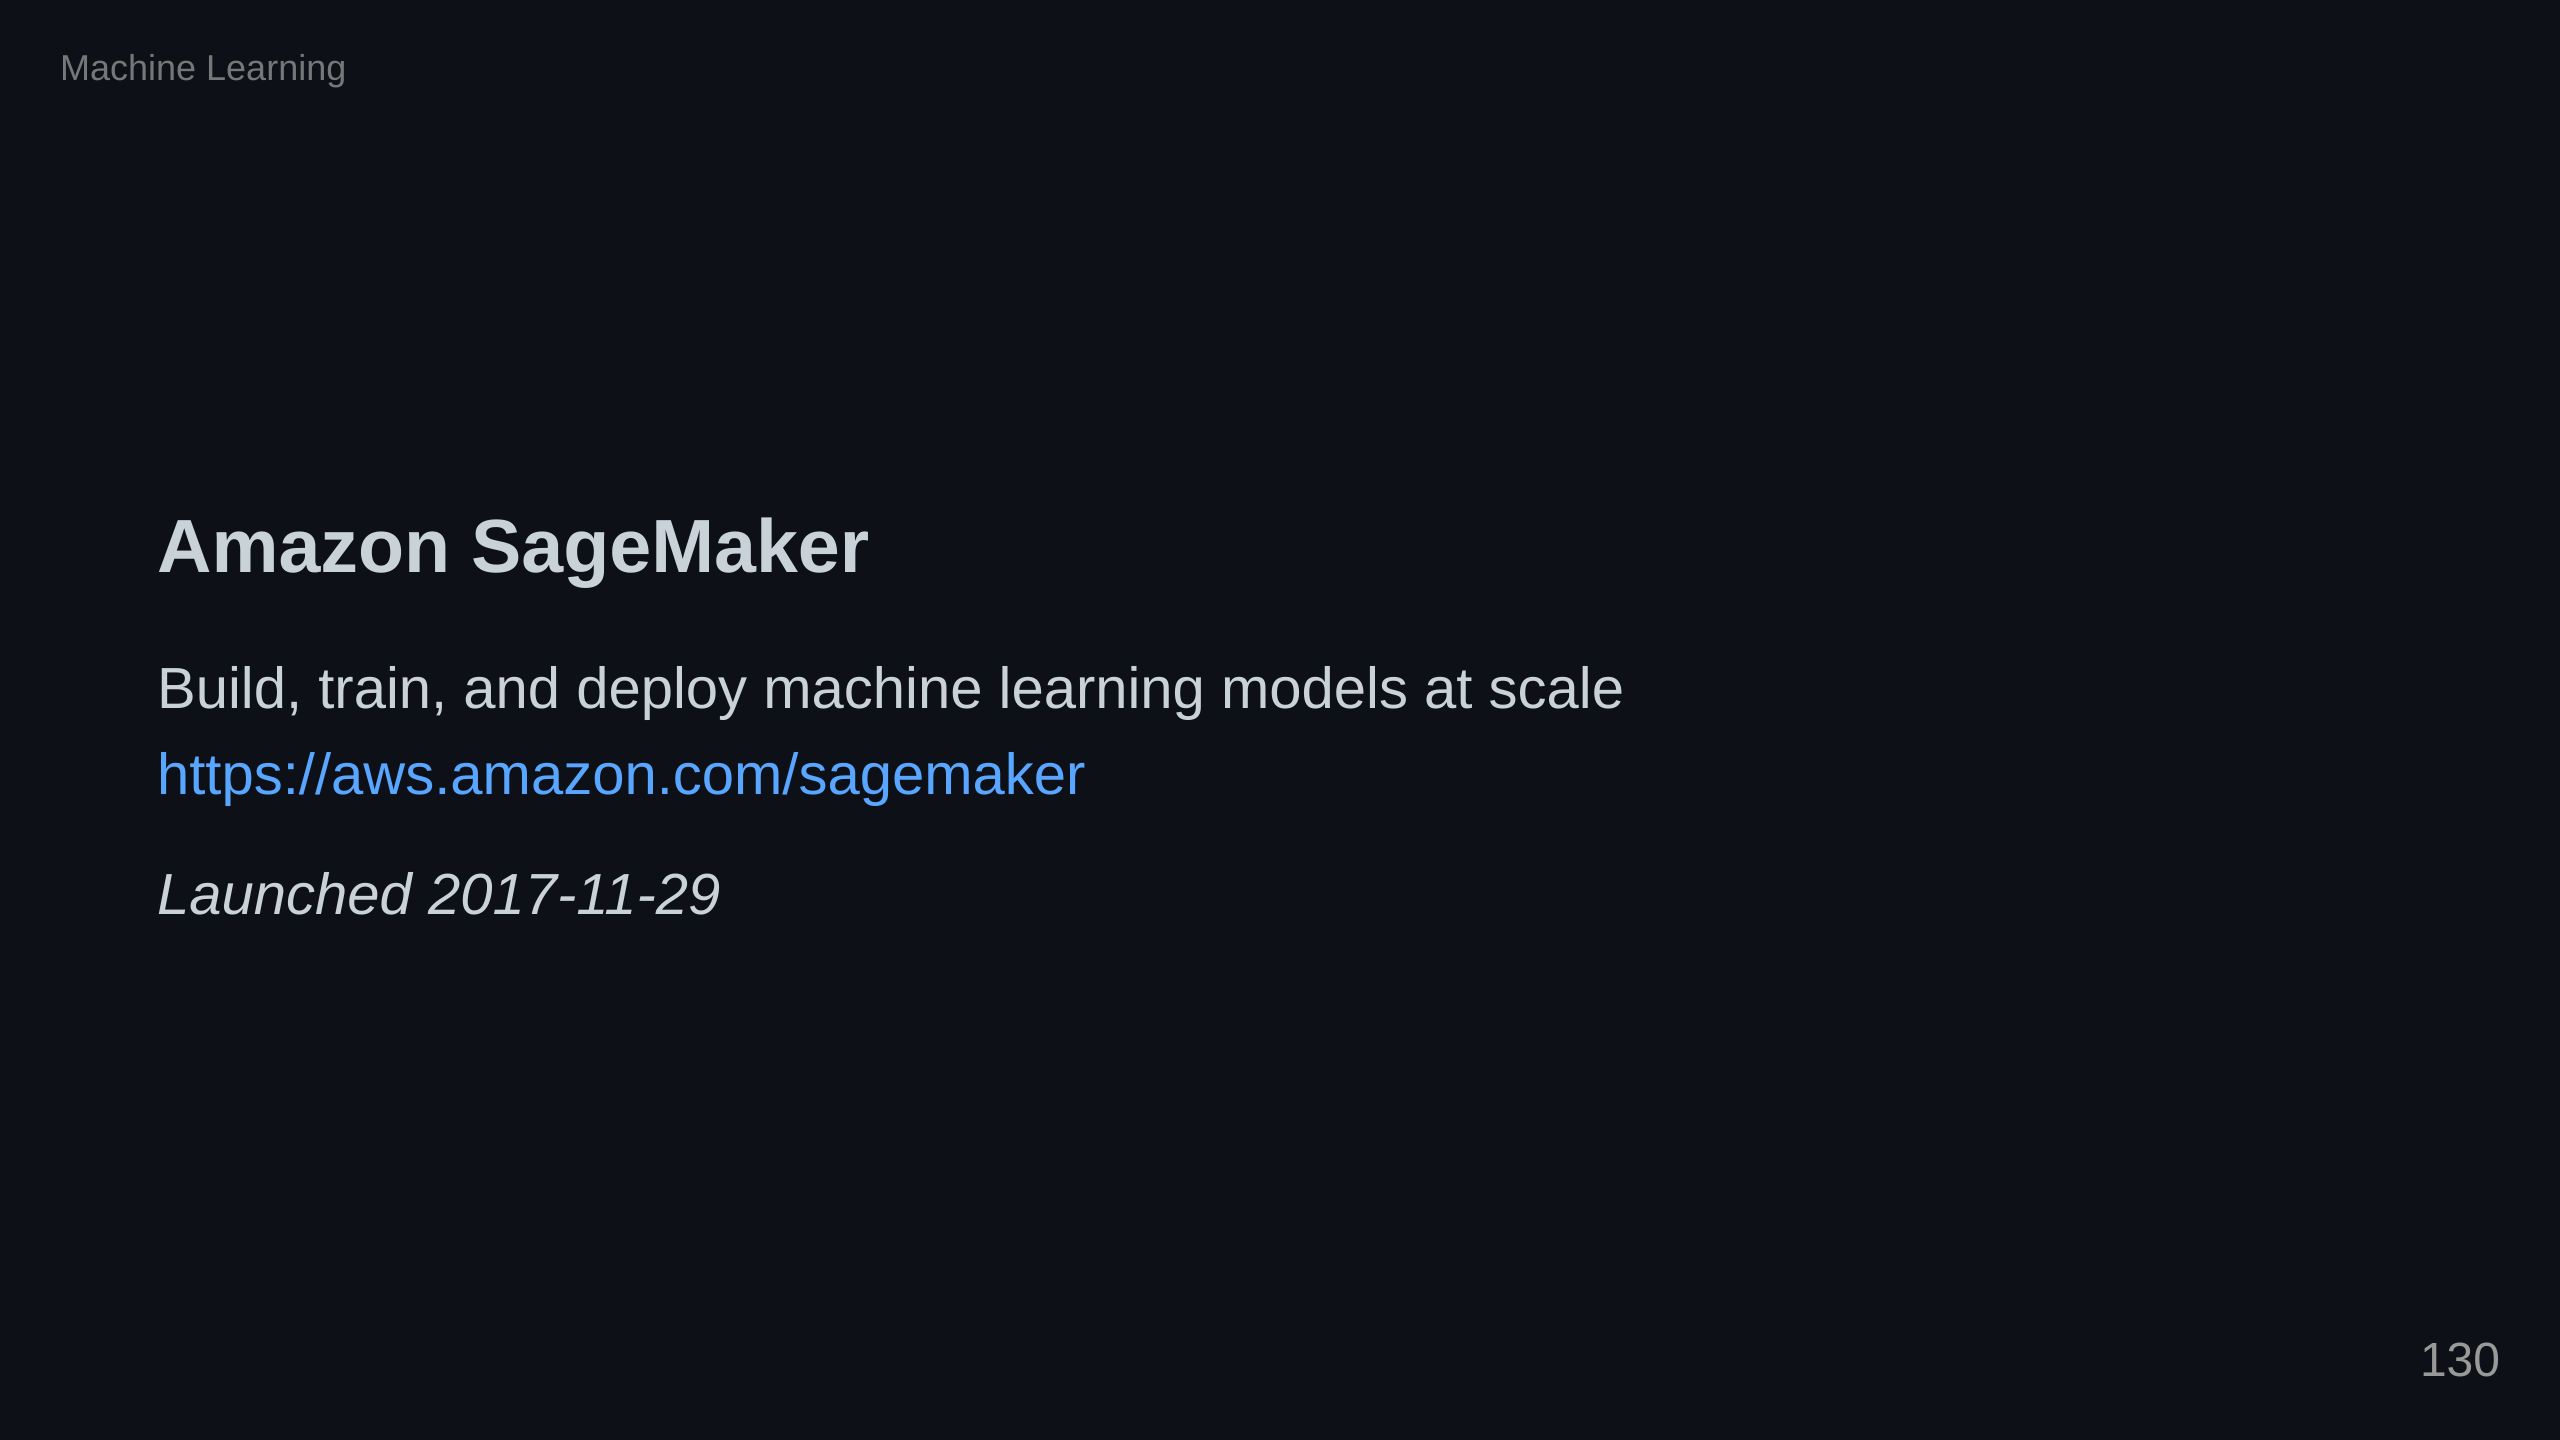 Machine Learning
Amazon SageMaker
Build, train, and deploy machine learning models at scale
https://aws.amazon.com/sagemaker
Launched 2017-11-29
130